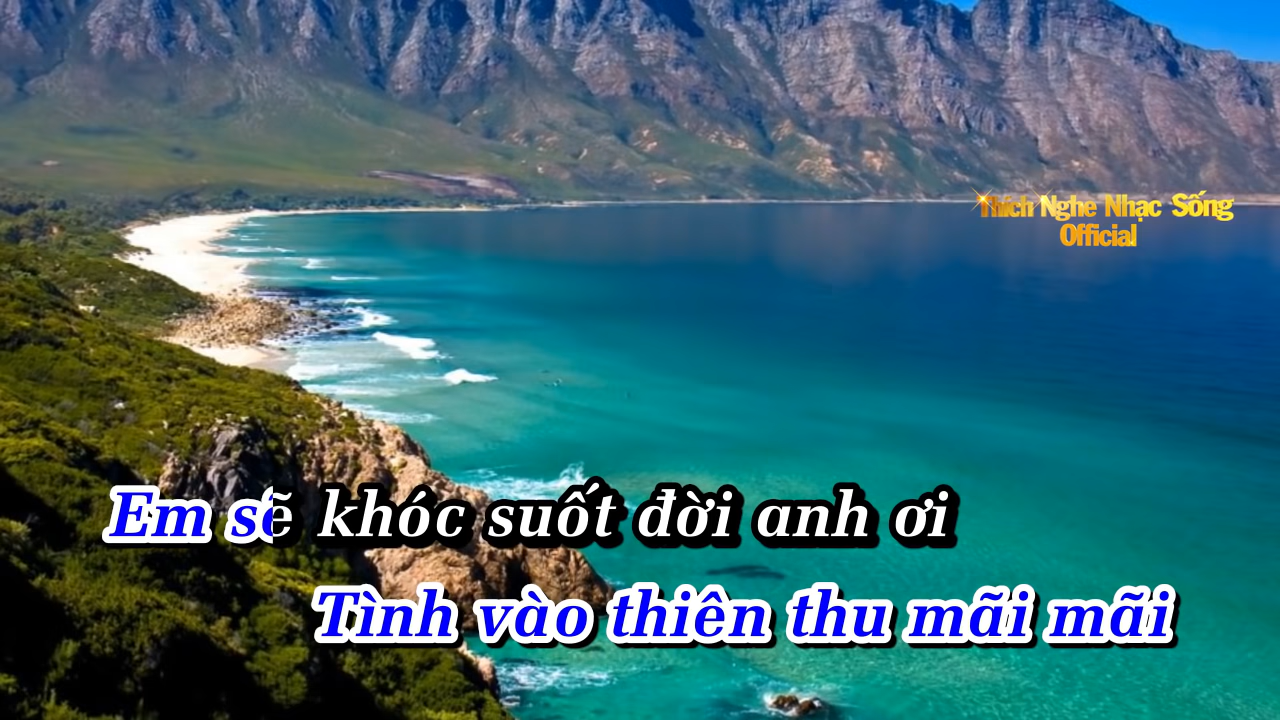 Thích Nghe Nhạc Sống
Official
Em sẽ khóc suốt đời anh ơi
Tình vào thiên thu mãi mãi